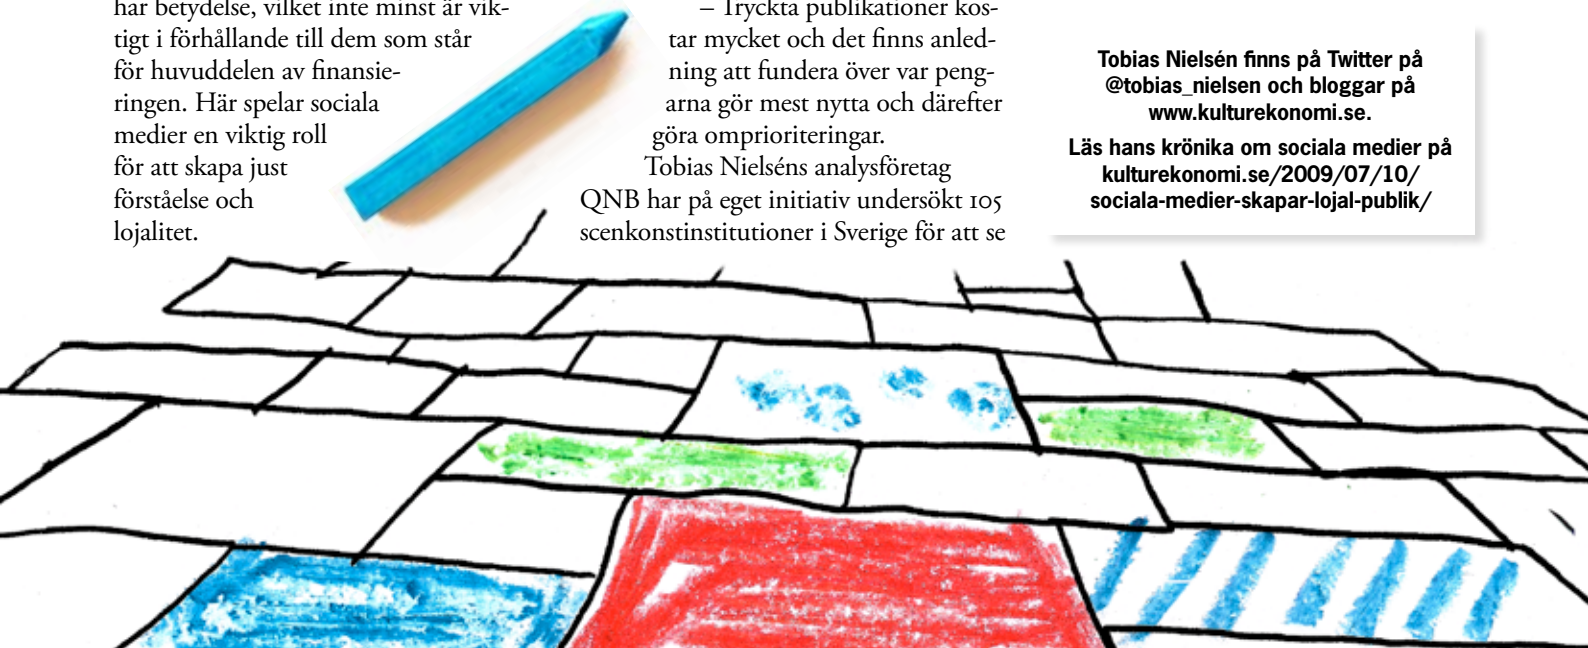 har betydelse, vilket inte minst är vik-
tigt i förhållande till dem som står
för huvuddelen av finansie-
ringen. Här spelar sociala
medier en viktig roll
för att skapa just
förståelse och
lojalitet.
– Tryckta publikationer kos-
tar mycket och det finns anled-
ning att fundera över var peng-
arna gör mest nytta och därefter
göra omprioriteringar.
Tobias Nielséns analysföretag
QNB har på eget initiativ undersökt 105
scenkonstinstitutioner i Sverige för att se
Tobias Nielsén finns på Twitter på
@tobias_nielsen och bloggar på
www.kulturekonomi.se.
Läs hans krönika om sociala medier på
kulturekonomi.se/2009/07/10/
sociala-medier-skapar-lojal-publik/